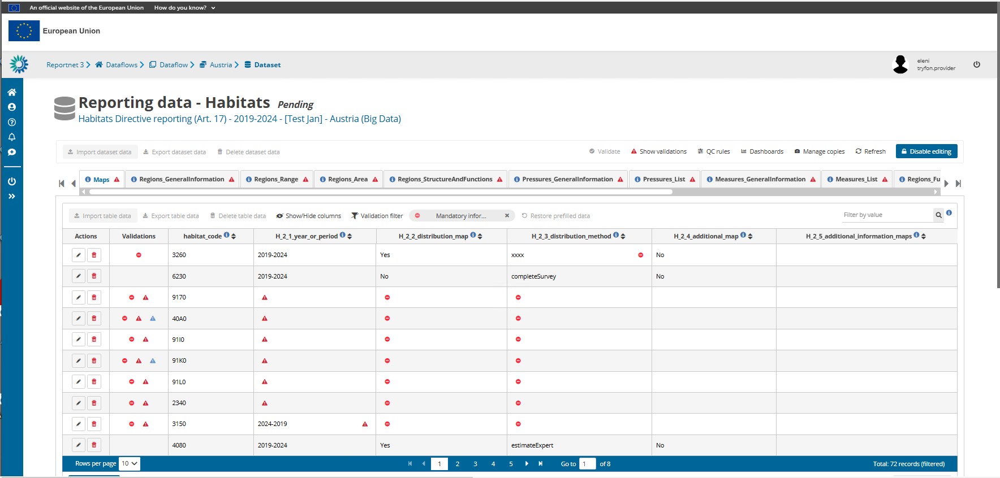 An official website of the European Union How do you know?
European Union
Reportnet 3 Dataflows Dataflow Austria Dataset
eleni
tryfon.provider
Reporting data - Habitats Pending
Habitats Directive reporting (Art. 17) - 2019-2024 - [Test Jan] - Austria (Big Data)
Import dataset data Export dataset data Delete dataset data Validate Show validations QC rules Dashboards Manage copies Refresh Disable editing
Maps Regions_GeneralInformation Regions_Range Regions_Area Regions_StructureAndFunctions Pressures_GeneralInformation Pressures_List Measures_GeneralInformation Measures_List Regions_Fu
Import table data Export table data Delete table data Show/Hide columns Validation filter Mandatory infor... Restore prefilled data Filter by value
Actions Validations habitat_code H_2_1_year_or_period H_2_2_distribution_map H_2_3_distribution_method H_2_4_additional_map H_2_5_additional_information_maps
3260 2019-2024 Yes xxxx No
6230 2019-2024 No completeSurvey No
9170
40A0
91I0
91K0
91L0
2340
3150 2024-2019
4080 2019-2024 Yes estimateExpert No
Rows per page 10 1 2 3 4 5 Go to 1 of 8 Total: 72 records (filtered)